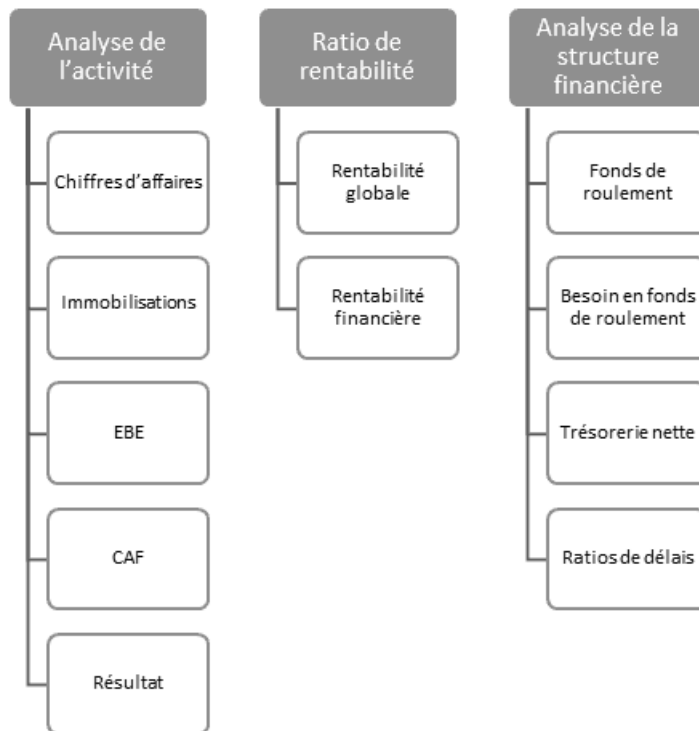 Analyse de
l'activité
Chiffres d'affaires
Immobilisations
EBE
CAF
Résultat
Ratio de
rentabilité
Rentabilité
globale
Rentabilité
financière
Analyse de la
structure
financière
Fonds de
roulement
Besoin en fonds
de roulement
Trésorerie nette
Ratios de délais